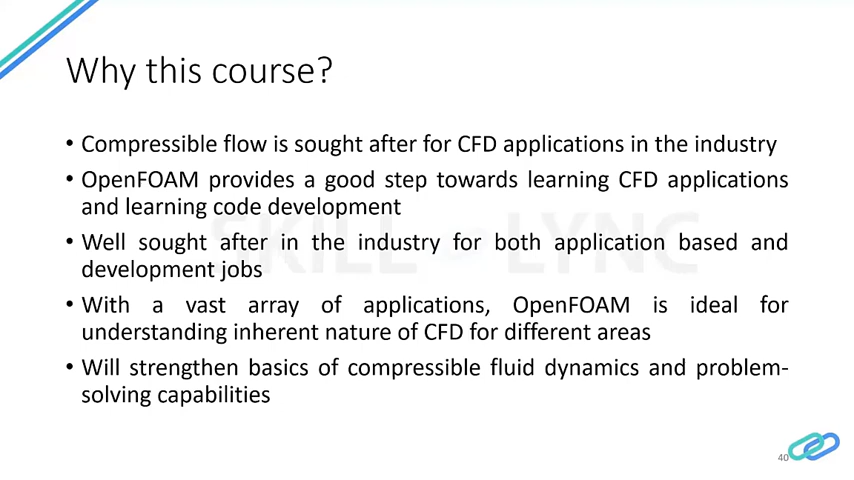 Why this course?
• Compressible flow is sought after for CFD applications in the industry
• OpenFOAM provides a good step towards learning CFD applications
and learning code development
• Well sought after in the industry for both application based and
development jobs
• With a vast array of applications, OpenFOAM is ideal for
understanding inherent nature of CFD for different areas
• Will strengthen basics of compressible fluid dynamics and problem-
solving capabilities
SKILL LYNC
40